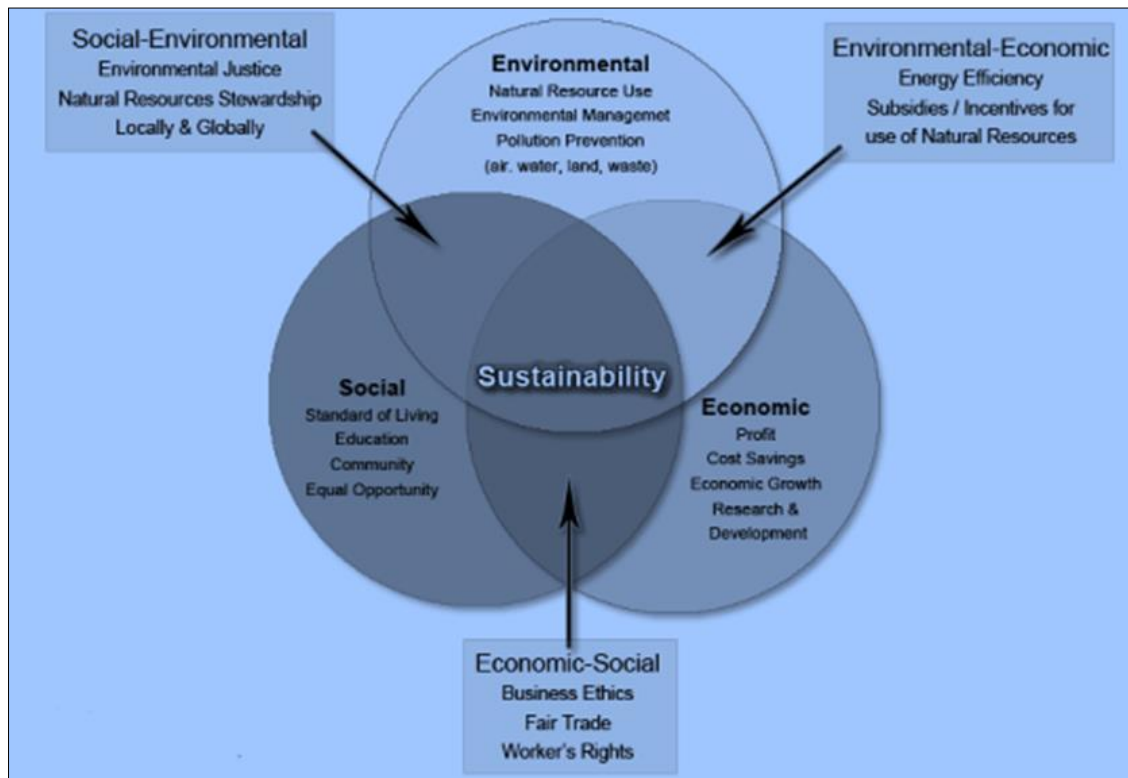 Social-Environmental
Environmental Justice
Natural Resources Stewardship
Locally & Globally
Environmental
Natural Resource Use
Environmental Managemet
Pollution Prevention
(air. water, land, waste)
Environmental-Economic
Energy Efficiency
Subsidies / Incentives for
use of Natural Resources
Sustainability
Social
Standard of Living
Education
Community
Equal Opportunity
Economic
Profit
Cost Savings
Economic Growth
Research &
Development
Economic-Social
Business Ethics
Fair Trade
Worker's Rights